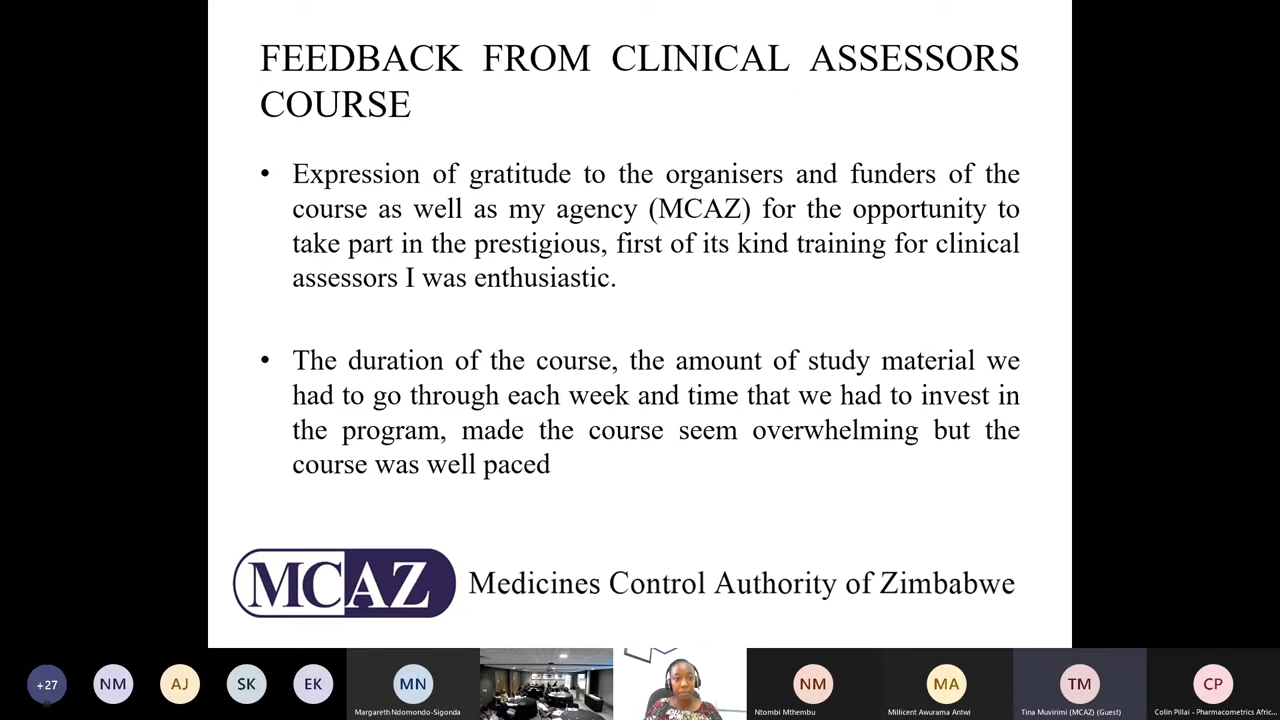 FEEDBACK FROM CLINICAL ASSESSORS
COURSE
• Expression of gratitude to the organisers and funders of the
course as well as my agency (MCAZ) for the opportunity to
take part in the prestigious, first of its kind training for clinical
assessors I was enthusiastic.
• The duration of the course, the amount of study material we
had to go through each week and time that we had to invest in
the program, made the course seem overwhelming but the
course was well paced
MCAZ Medicines Control Authority of Zimbabwe
+27 NM AJ SK EK MN NM MA TM CP
Margareth Ndomondo-Sigonda Ntombi Mthembu Millicent Awurama Antwi Tina Muvirimi (MCAZ) (Guest) Colin Pillai - Pharmacometrics Afric...